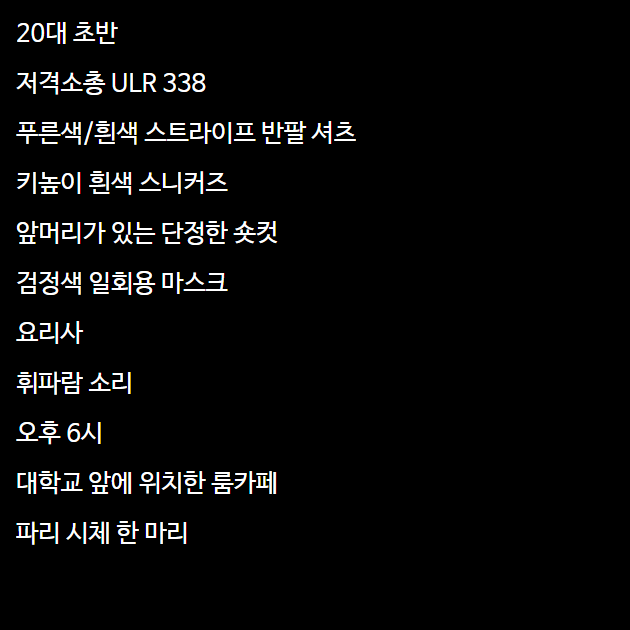 20대 초반
저격소총 ULR 338
푸른색/흰색 스트라이프 반팔 셔츠
키높이 흰색 스니커즈
앞머리가 있는 단정한 숏컷
검정색 일회용 마스크
요리사
휘파람 소리
오후 6시
대학교 앞에 위치한 룸카페
파리 시체 한 마리